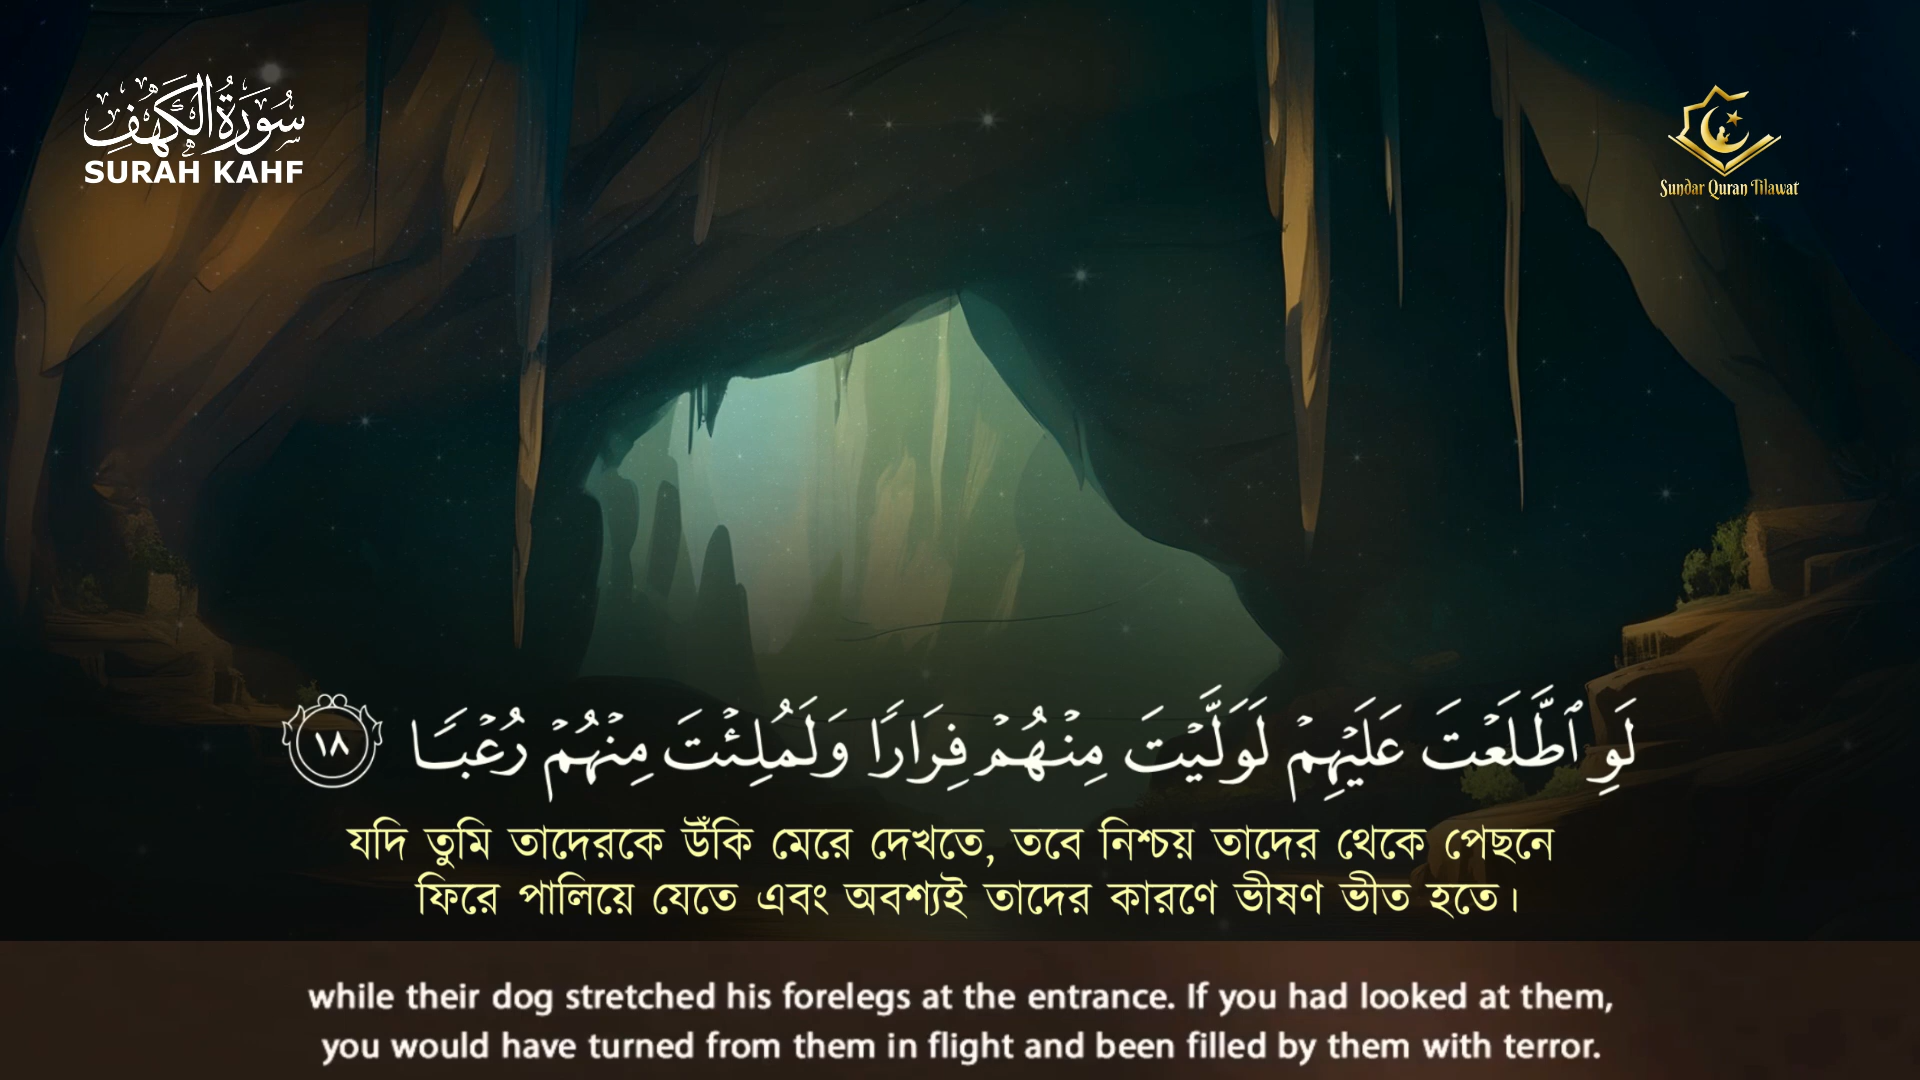 سُورَةُ الكَهْفِ
SURAH KAHF
Sundar Quran Tilawat
لَوِ ٱطَّلَعْتَ عَلَيْهِمْ لَوَلَّيْتَ مِنْهُمْ فِرَارًا وَلَمُلِئْتَ مِنْهُمْ رُعْبًا ١٨
যদি তুমি তাদেরকে উঁকি মেরে দেখতে, তবে নিশ্চয় তাদের থেকে পেছনে
ফিরে পালিয়ে যেতে এবং অবশ্যই তাদের কারণে ভীষণ ভীত হতে।
while their dog stretched his forelegs at the entrance. If you had looked at them,
you would have turned from them in flight and been filled by them with terror.